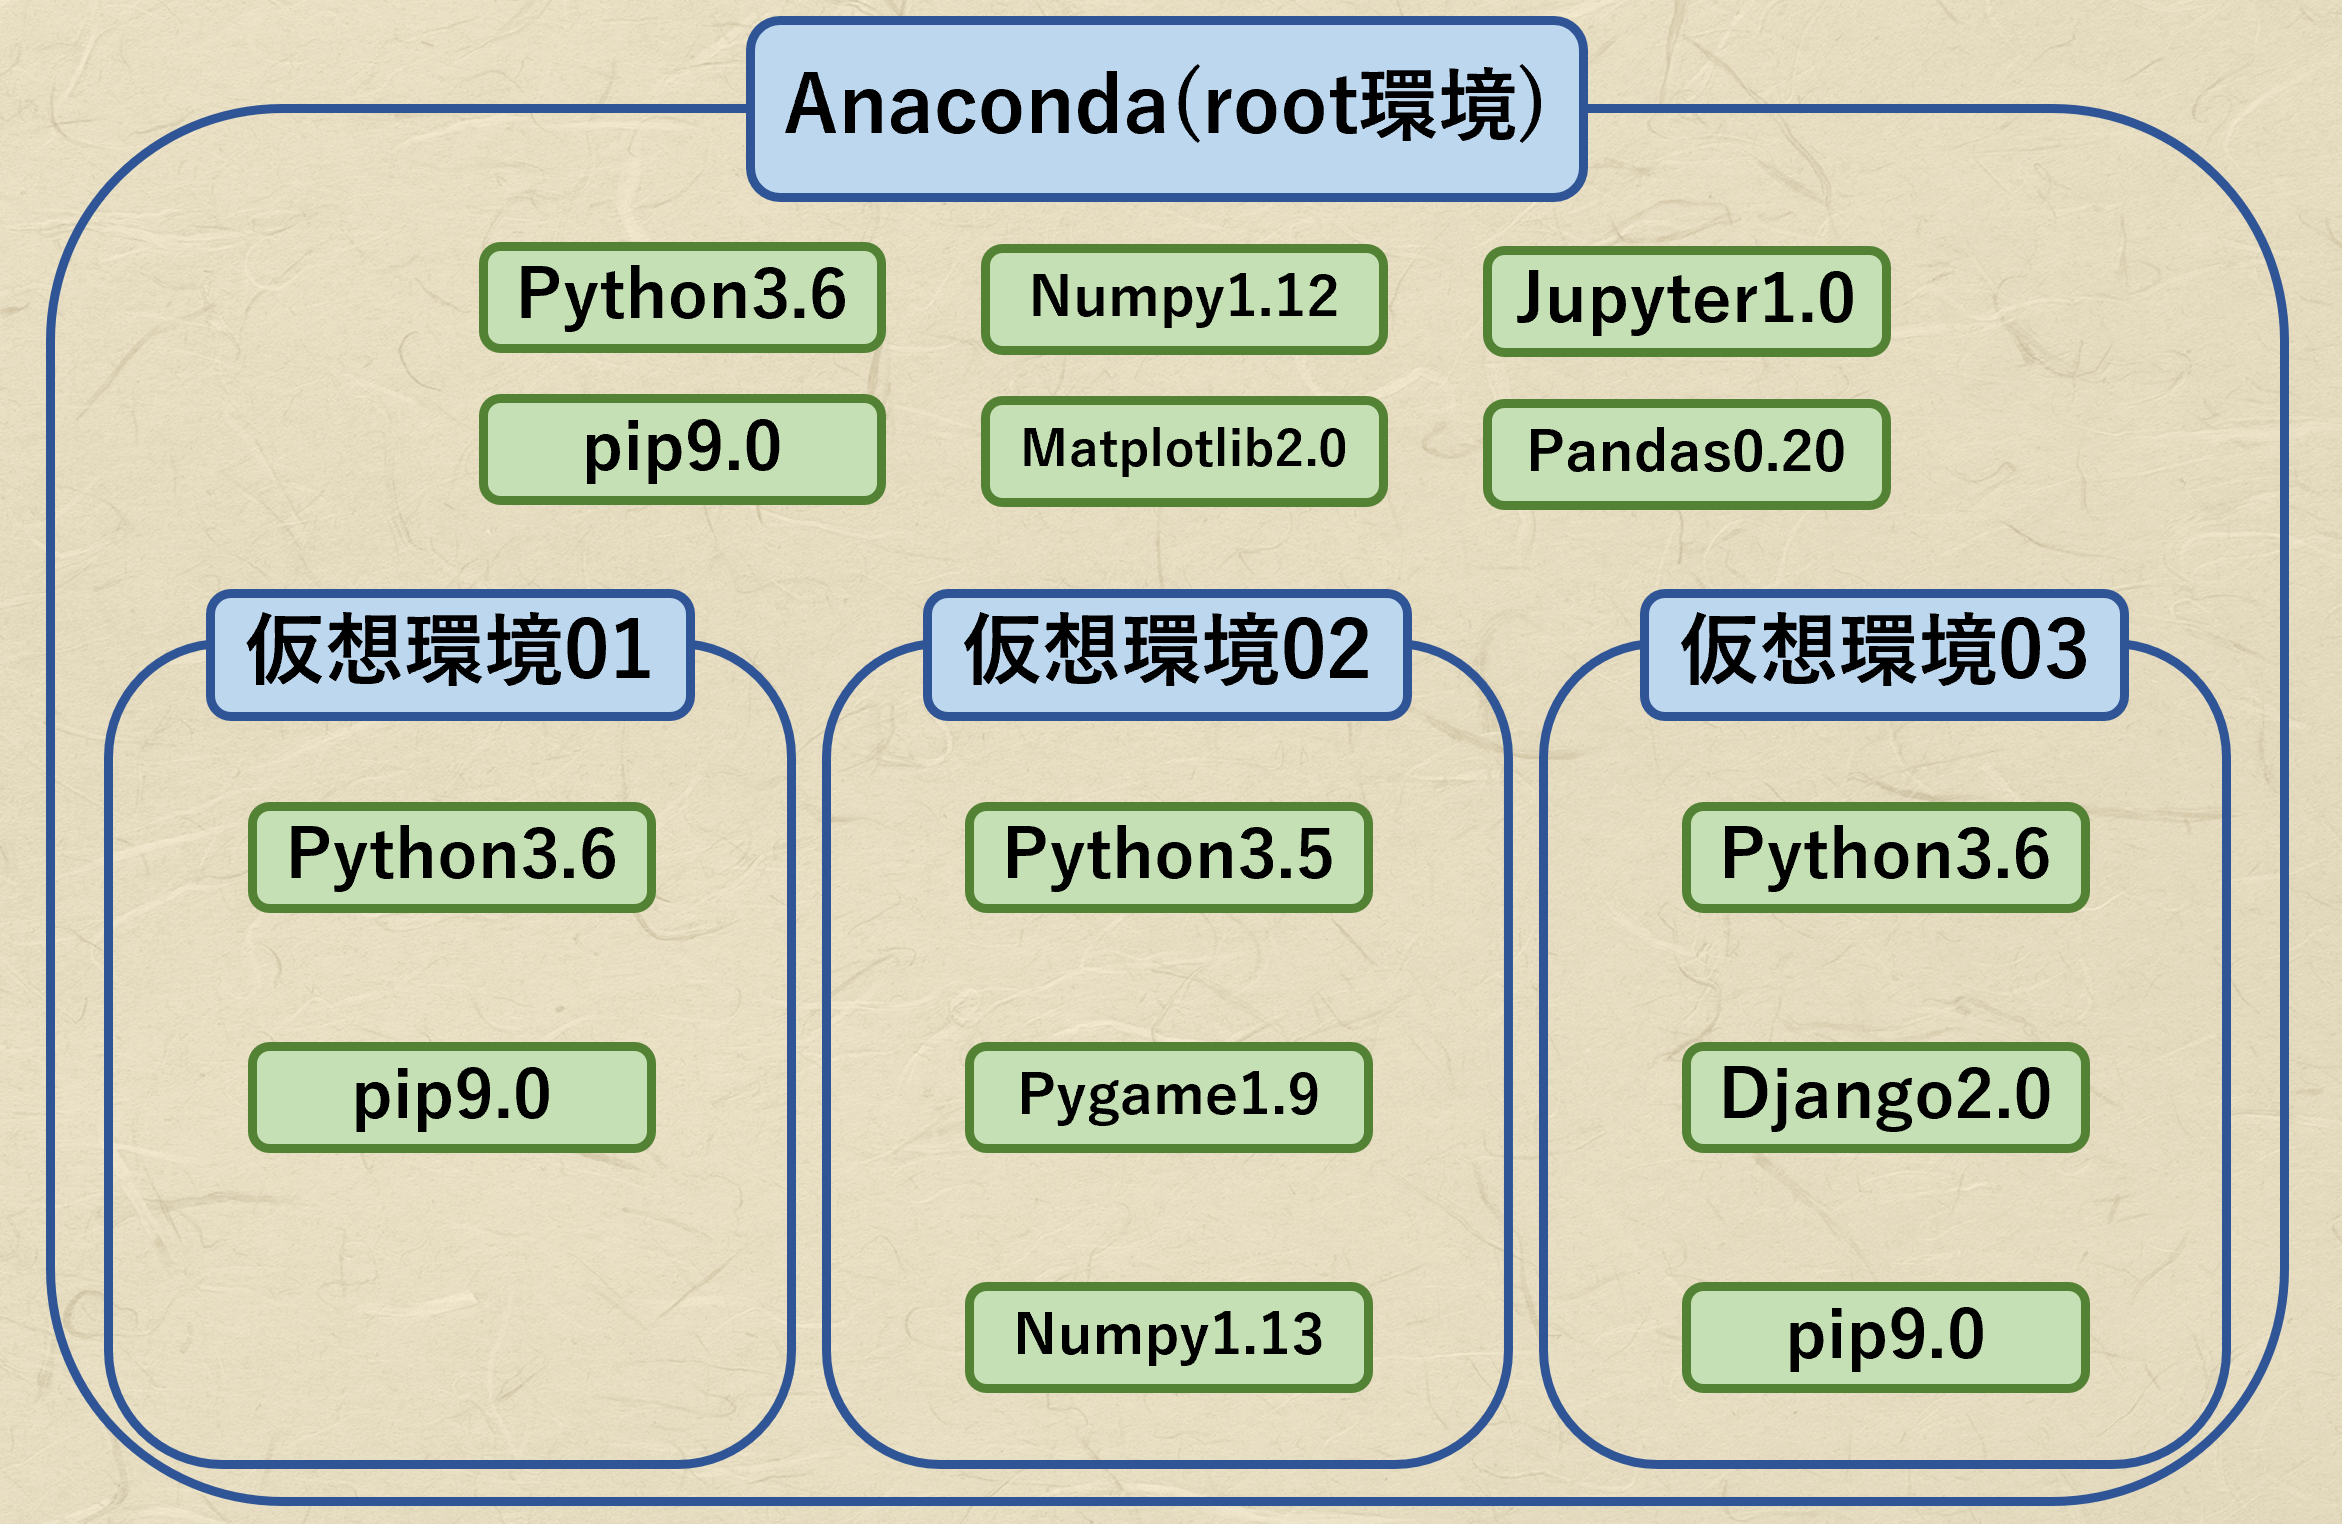 Anaconda(root環境)
Python3.6
Numpy1.12
Jupyter1.0
pip9.0
Matplotlib2.0
Pandas0.20
仮想環境01
Python3.6
pip9.0
仮想環境02
Python3.5
Pygame1.9
Numpy1.13
仮想環境03
Python3.6
Django2.0
pip9.0